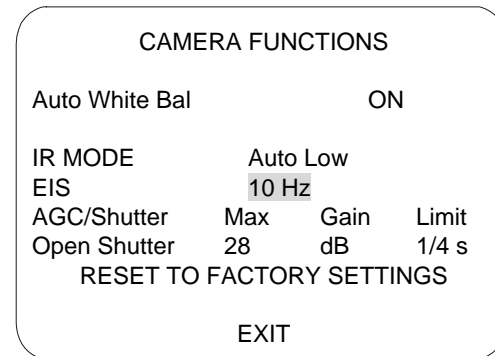 CAMERA FUNCTIONS
Auto White Bal ON
IR MODE Auto Low
EIS 10 Hz
AGC/Shutter Max Gain Limit
Open Shutter 28 dB 1/4 s
RESET TO FACTORY SETTINGS
EXIT